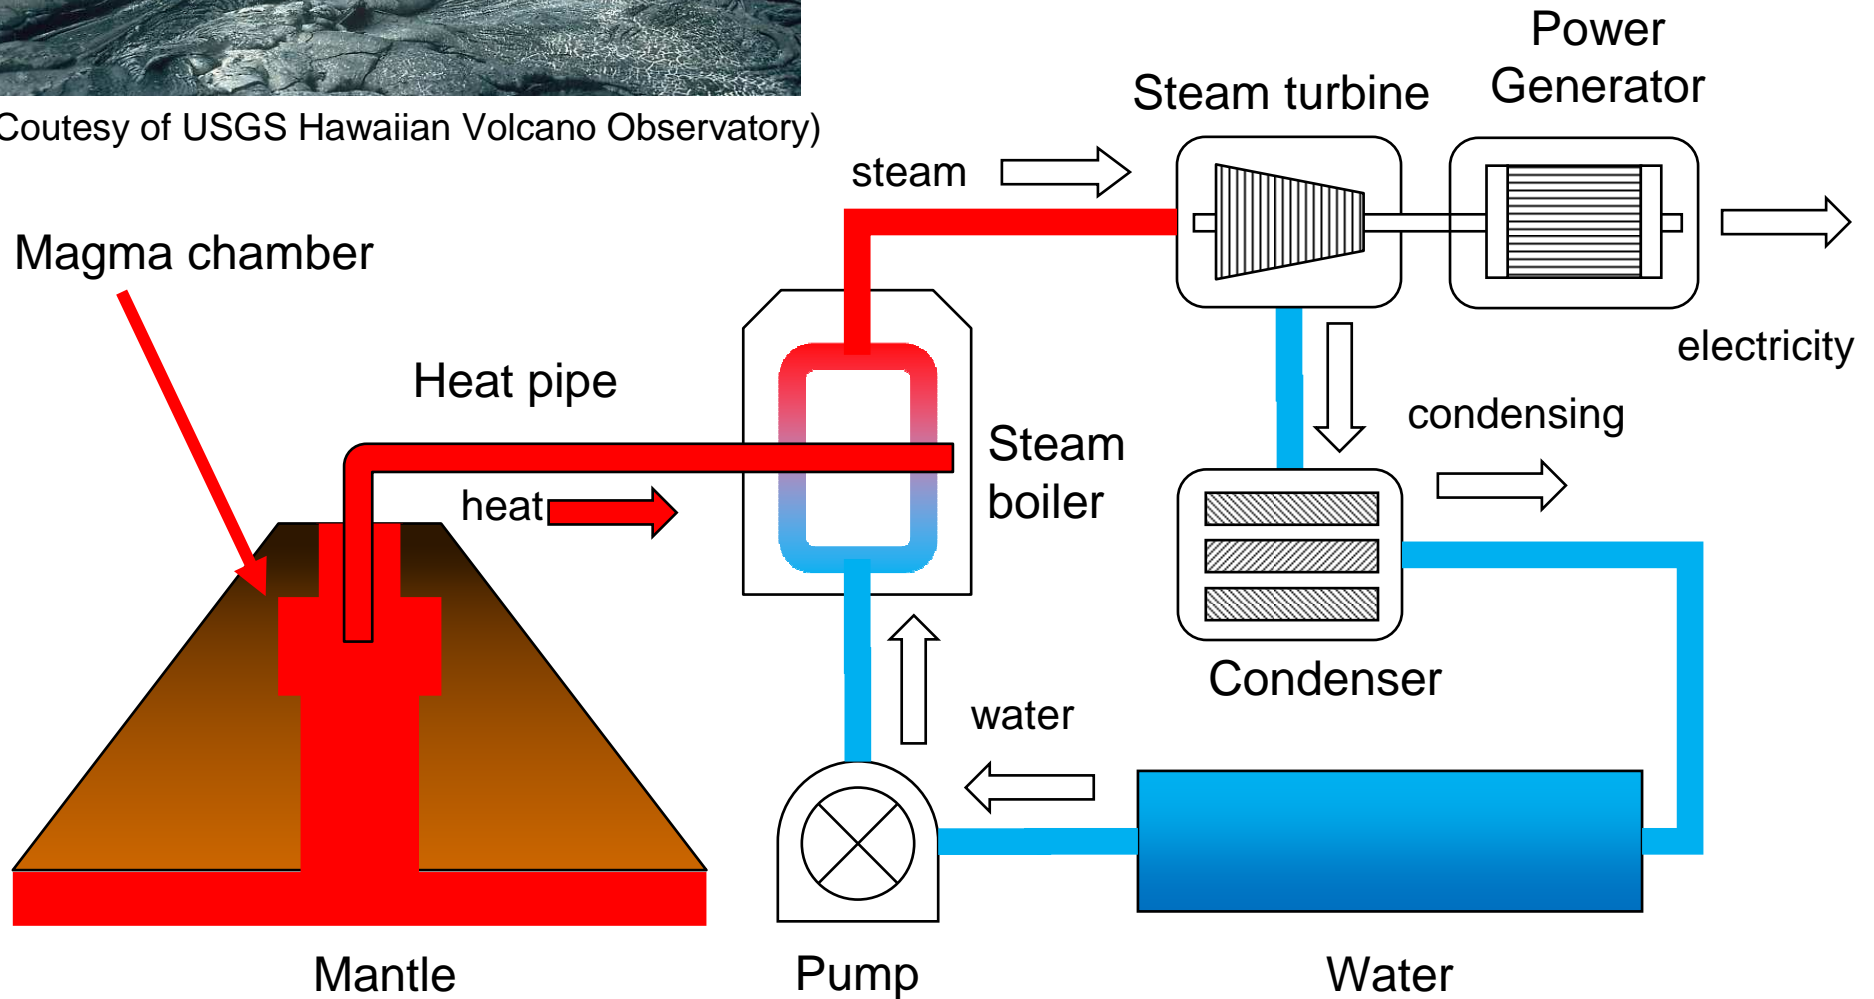 Coutesy of USGS Hawaiian Volcano Observatory)
Power
Generator
Steam turbine
steam
Magma chamber
electricity
Heat pipe
condensing
Steam
boiler
heat
Condenser
water
Mantle
Pump
Water